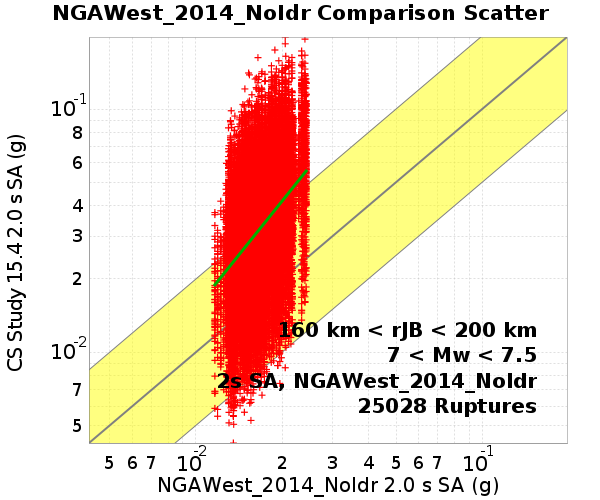 NGAWest_2014_NoIdr Comparison Scatter
CS Study 15.4 2.0 s SA (g)
10-1
8
6
4
3
2
10-2
7
5
160 km < rJB < 200 km
7 < Mw < 7.5
2s SA, NGAWest_2014_NoIdr
25028 Ruptures
5 6 7 10-2 2 3 4 5 6 7 10-1
NGAWest_2014_NoIdr 2.0 s SA (g)